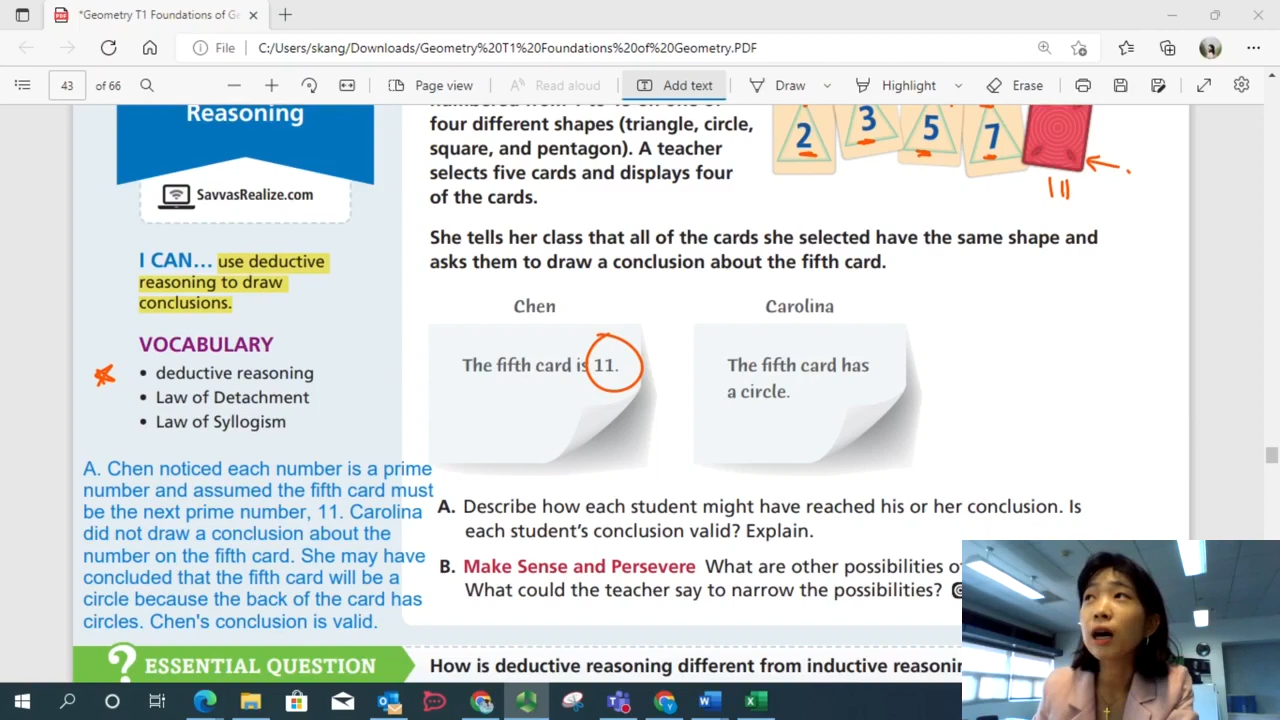 *Geometry T1 Foundations of Ge
File
C:/Users/skang/Downloads/Geometry%20T1%20Foundations%20of%20Geometry.PDF
43
of 66
Page view
Read aloud
Add text
Draw
Highlight
Erase
Reasoning
SavvasRealize.com
I CAN… use deductive
reasoning to draw
conclusions.
VOCABULARY
• deductive reasoning
• Law of Detachment
• Law of Syllogism
A. Chen noticed each number is a prime
number and assumed the fifth card must
be the next prime number, 11. Carolina
did not draw a conclusion about the
number on the fifth card. She may have
concluded that the fifth card will be a
circle because the back of the card has
circles. Chen's conclusion is valid.
four different shapes (triangle, circle,
square, and pentagon). A teacher
selects five cards and displays four
of the cards.
2
3
5
7
11
She tells her class that all of the cards she selected have the same shape and
asks them to draw a conclusion about the fifth card.
Chen
The fifth card is 11.
Carolina
The fifth card has
a circle.
A. Describe how each student might have reached his or her conclusion. Is
each student's conclusion valid? Explain.
B. Make Sense and Persevere What are other possibilities
What could the teacher say to narrow the possibilities?
? ESSENTIAL QUESTION
How is deductive reasoning different from inductive